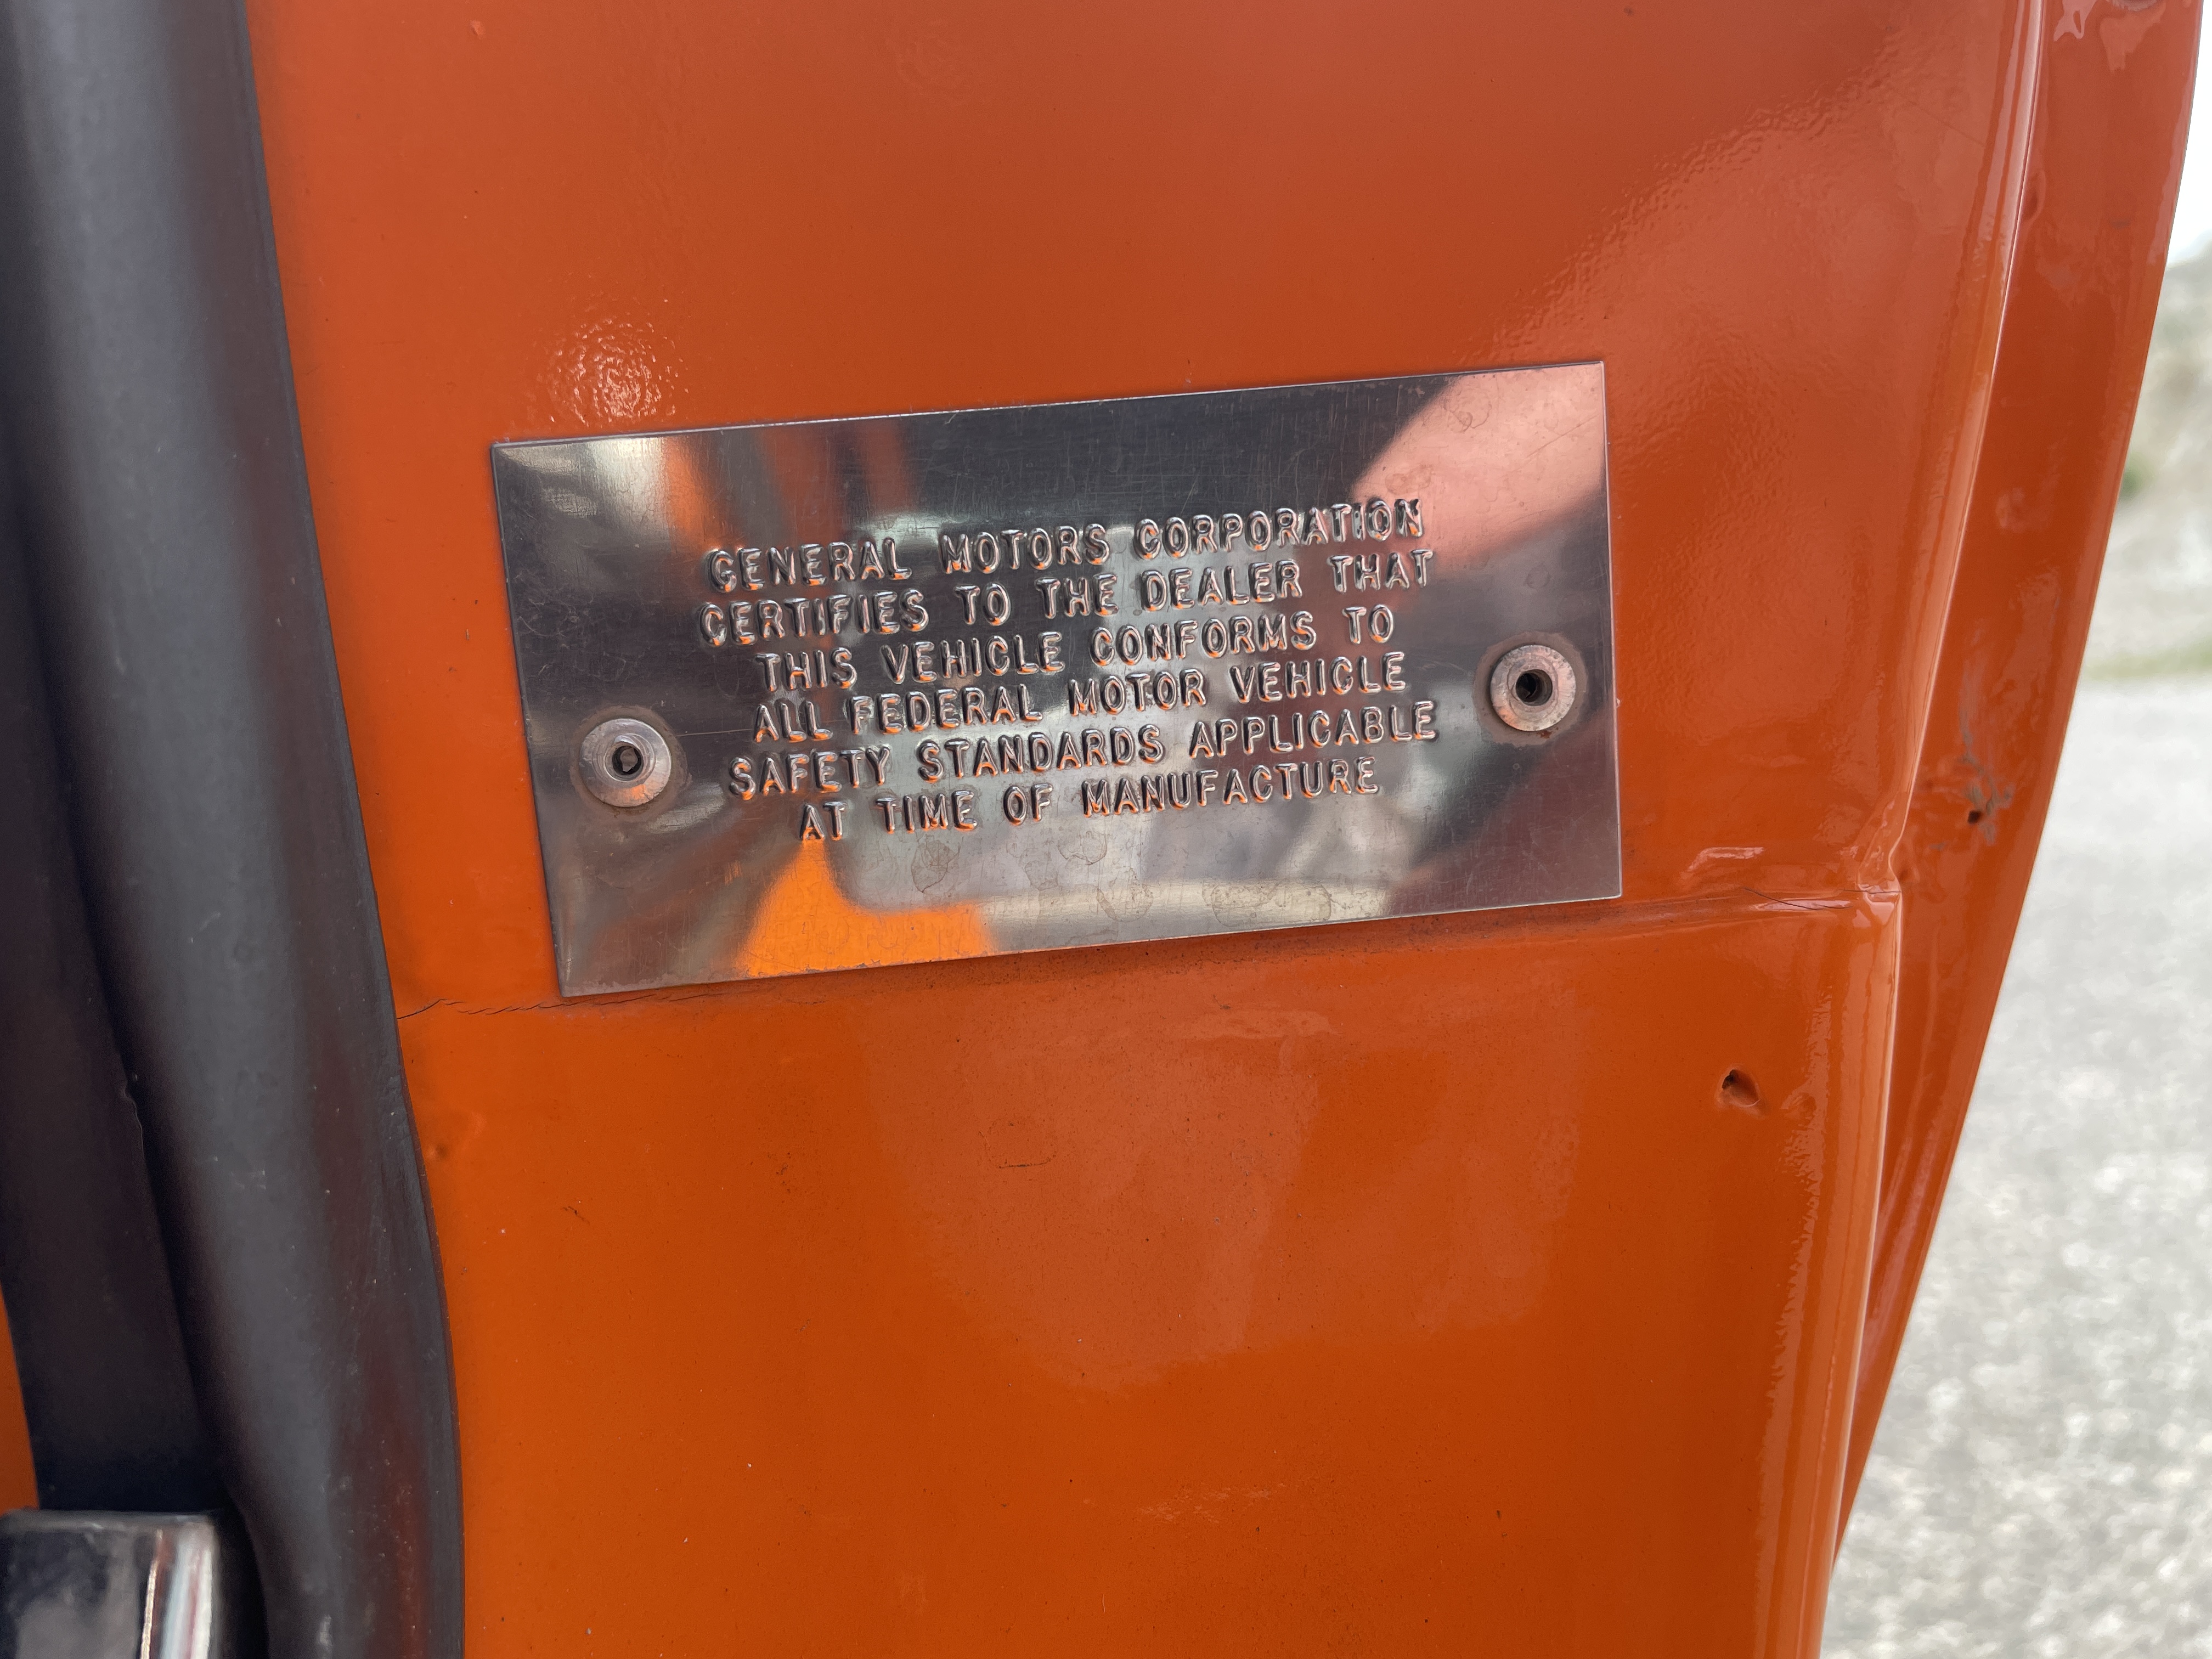 GENERAL MOTORS CORPORATION
CERTIFIES TO THE DEALER THAT
THIS VEHICLE CONFORMS TO
ALL FEDERAL MOTOR VEHICLE
SAFETY STANDARDS APPLICABLE
AT TIME OF MANUFACTURE